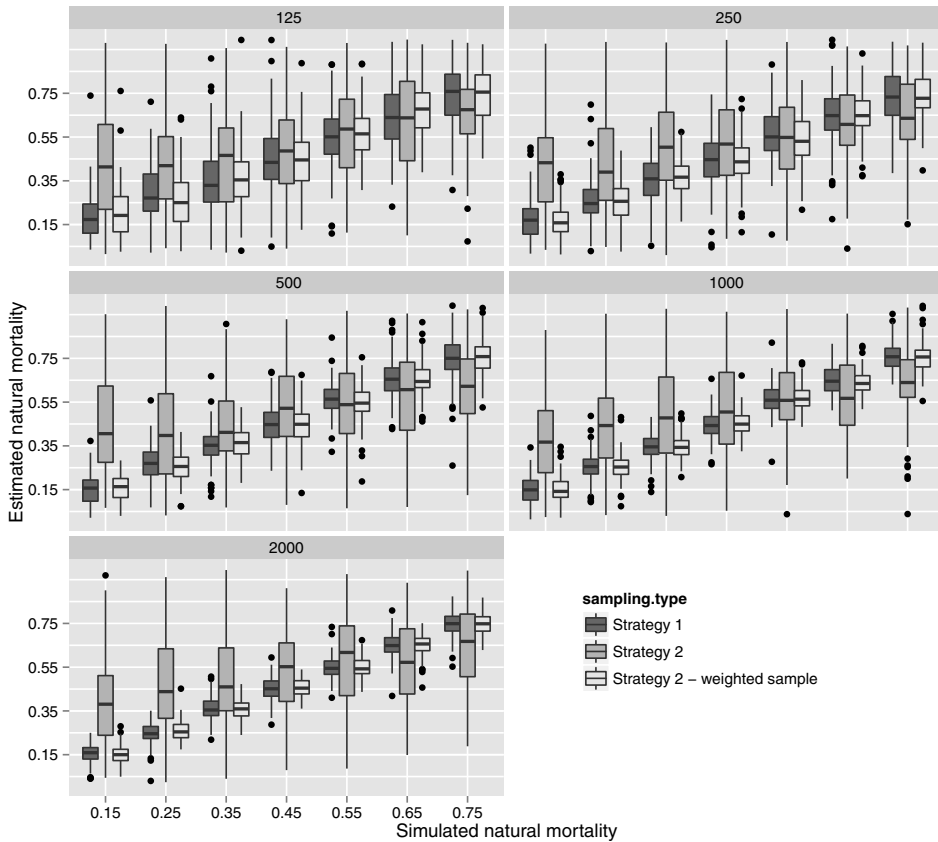 125
250
0.75
0.55
0.35
0.15
500
1000
0.75
0.55
0.35
0.15
2000
0.75
0.55
0.35
0.15
0.15 0.25 0.35 0.45 0.55 0.65 0.75
Estimated natural mortality
Simulated natural mortality
sampling.type
Strategy 1
Strategy 2
Strategy 2 – weighted sample